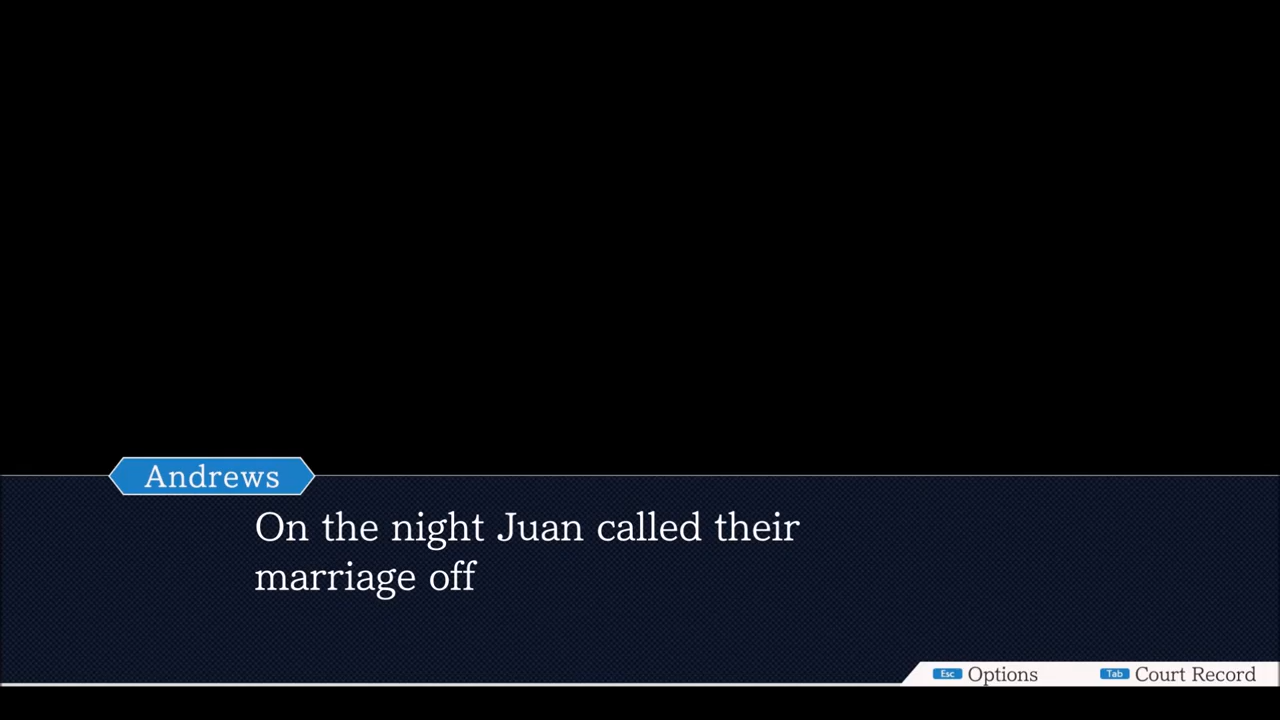 Andrews
On the night Juan called their
marriage off
Esc Options Tab Court Record